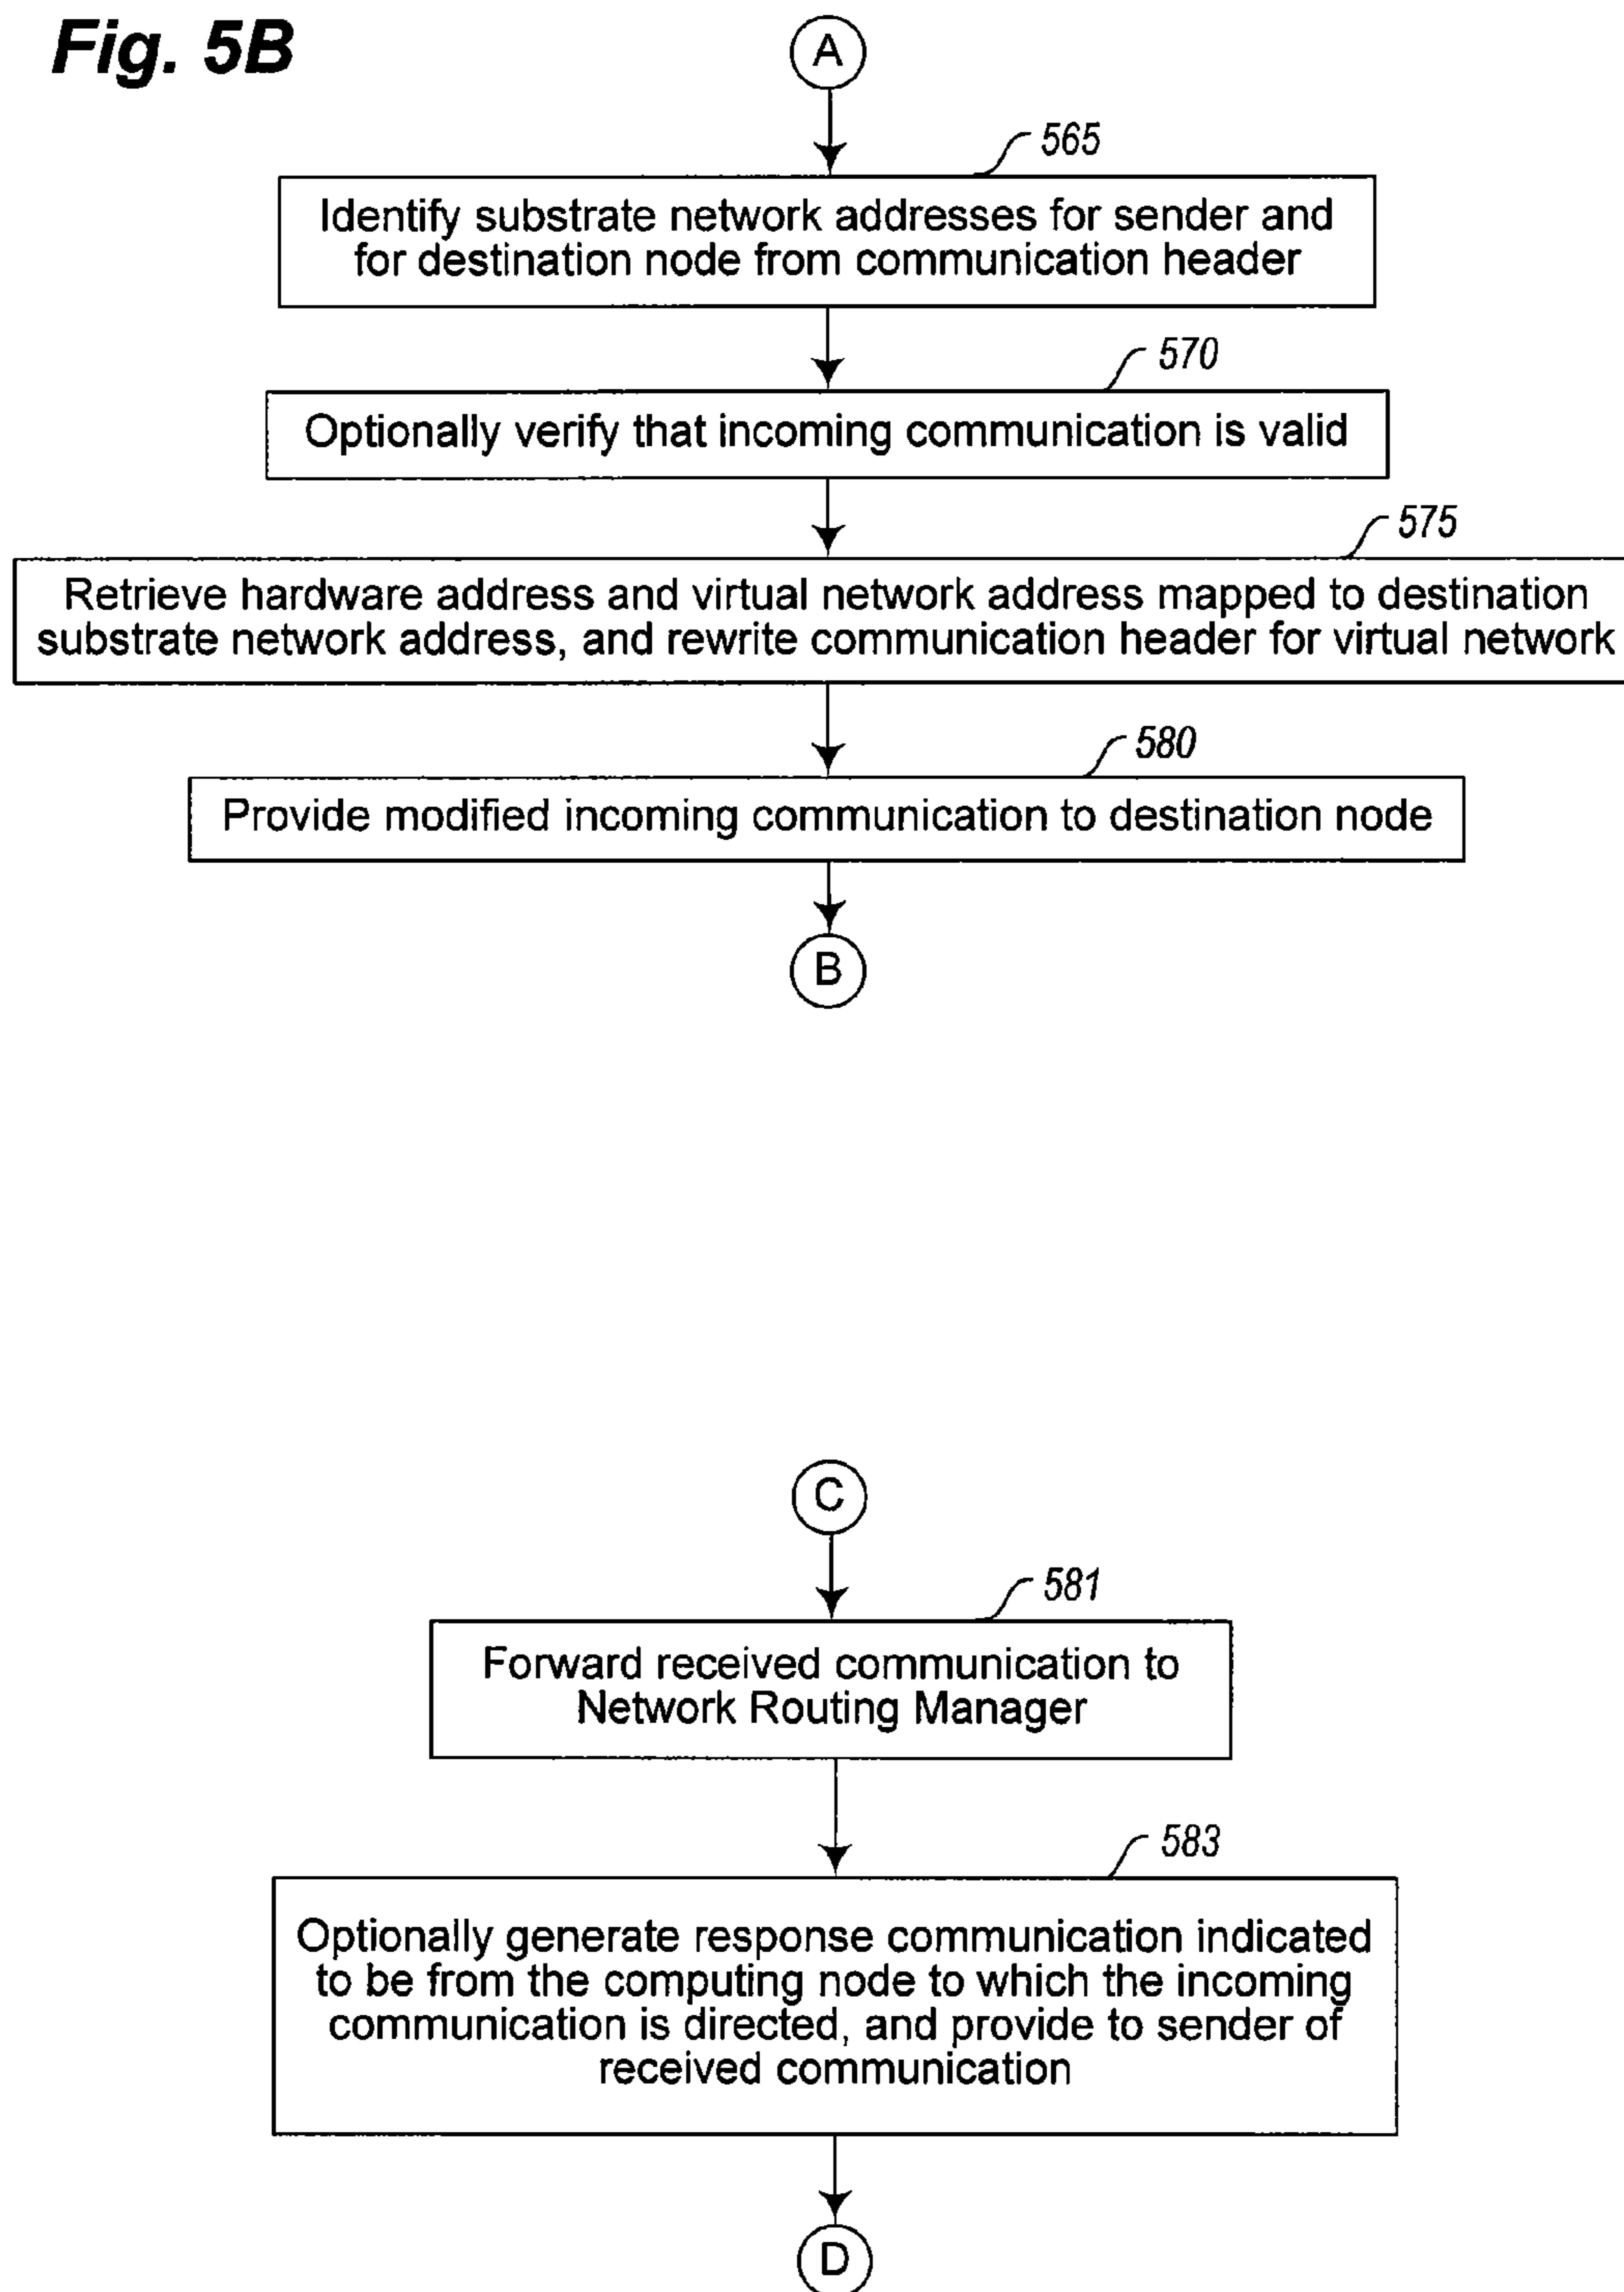 Fig. 5B
A
565
Identify substrate network addresses for sender and
for destination node from communication header
570
Optionally verify that incoming communication is valid
575
Retrieve hardware address and virtual network address mapped to destination
substrate network address, and rewrite communication header for virtual network
580
Provide modified incoming communication to destination node
B
C
581
Forward received communication to
Network Routing Manager
583
Optionally generate response communication indicated
to be from the computing node to which the incoming
communication is directed, and provide to sender of
received communication
D